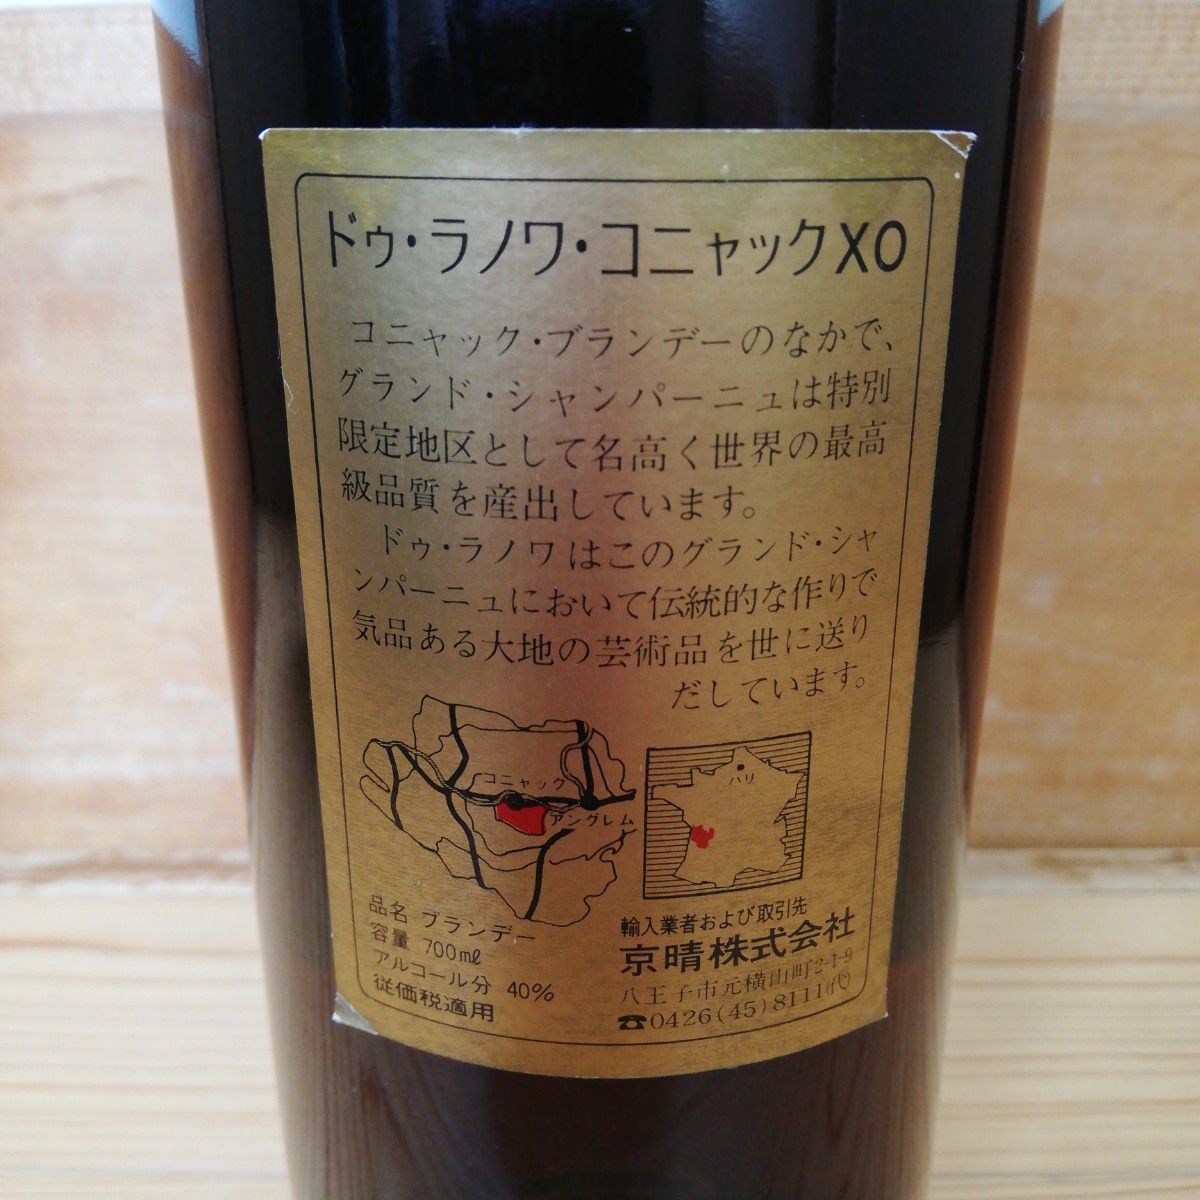 ドゥ・ラノワ・コニャックXO
コニャック・ブランデーのなかで、
グランド・シャンパーニュは特別
限定地区として名高く世界の最高
級品質を産出しています。
ドゥ・ラノワはこのグランド・シャ
ンパーニュにおいて伝統的な作りで
気品ある大地の芸術品を世に送り
だしています。
コニャック
アングレム
パリ
品名 ブランデー
容量 700ml
アルコール分 40%
従価税適用
輸入業者および取引先
京晴株式会社
八王子市元横山町2-1-9
☎0426(45)8111(代)